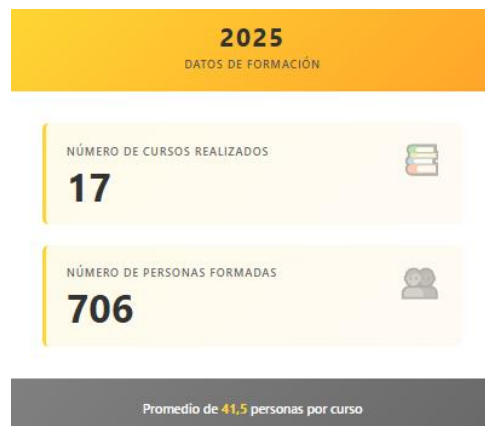 2025
DATOS DE FORMACIÓN
NÚMERO DE CURSOS REALIZADOS
17
NÚMERO DE PERSONAS FORMADAS
706
Promedio de 41,5 personas por curso